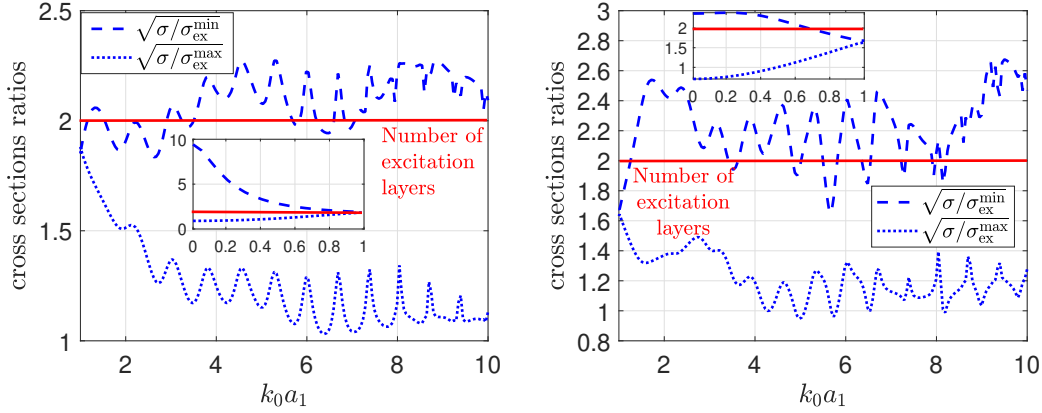 2.5
2
1.5
1
2 4 6 8 10
cross sections ratios
k₀a₁
√σ/σ_ex^min
√σ/σ_ex^max
Number of
excitation
layers
10
5
0
0 0.2 0.4 0.6 0.8 1
3
2.8
2.6
2.4
2.2
2
1.8
1.6
1.4
1.2
1
0.8
2 4 6 8 10
cross sections ratios
k₀a₁
2
1.5
1
0 0.2 0.4 0.6 0.8 1
Number of
excitation
layers
√σ/σ_ex^min
√σ/σ_ex^max